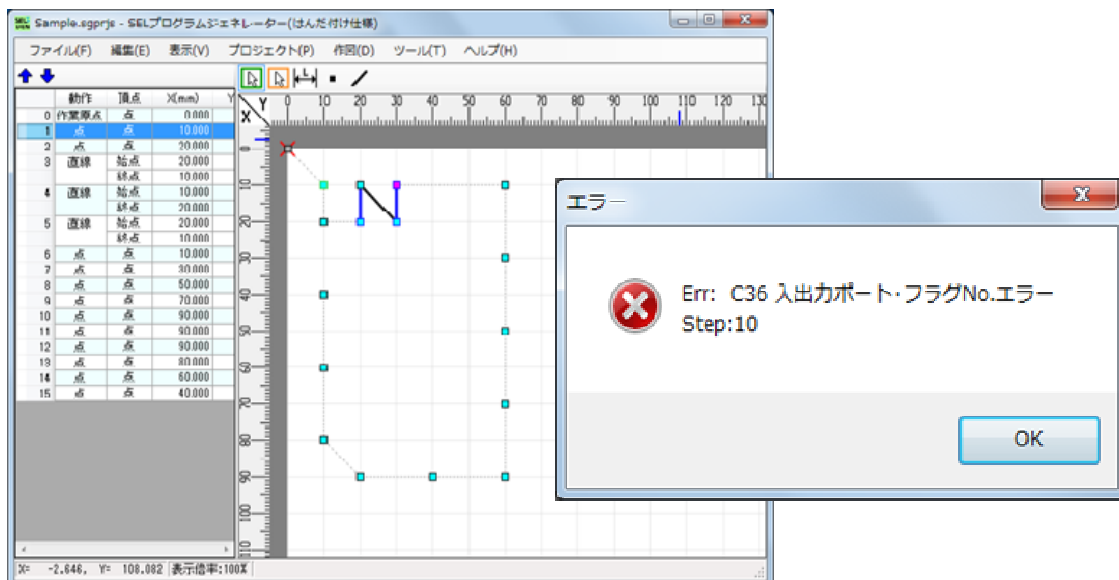 Sample.sgprjs - SELプログラムジェネレーター(はんだ付け仕様)
ファイル(F) 編集(E) 表示(V) プロジェクト(P) 作図(D) ツール(T) ヘルプ(H)
動作 頂点 X(mm) Y
0 作業原点 点 0.000
1 点 点 10.000
2 点 点 20.000
3 直線 始点 20.000
終点 10.000
4 直線 始点 10.000
終点 20.000
5 直線 始点 20.000
終点 10.000
6 点 点 10.000
7 点 点 30.000
8 点 点 50.000
9 点 点 70.000
10 点 点 90.000
11 点 点 90.000
12 点 点 90.000
13 点 点 80.000
14 点 点 60.000
15 点 点 40.000
Y
X
0 10 20 30 40 50 60 70 80 90 100 110 120 130
0
10
20
30
40
50
60
70
80
90
100
110
エラー
Err: C36 入出力ポート・フラグNo.エラー
Step:10
OK
X= -2.646, Y= 108.082 表示倍率:100%